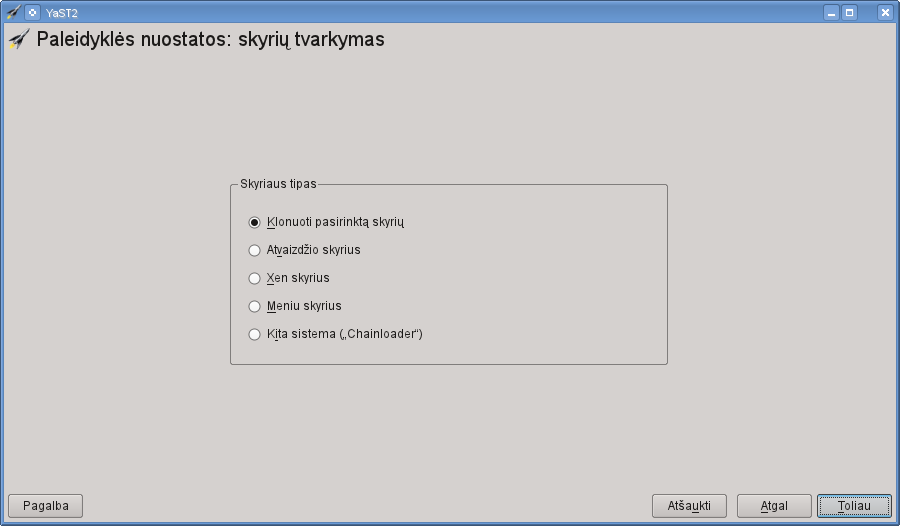 YaST2
Paleidyklės nuostatos: skyrių tvarkymas
Skyriaus tipas
Klonuoti pasirinktą skyrių
Atvaizdžio skyrius
Xen skyrius
Meniu skyrius
Kita sistema („Chainloader“)
Pagalba Atšaukti Atgal Toliau